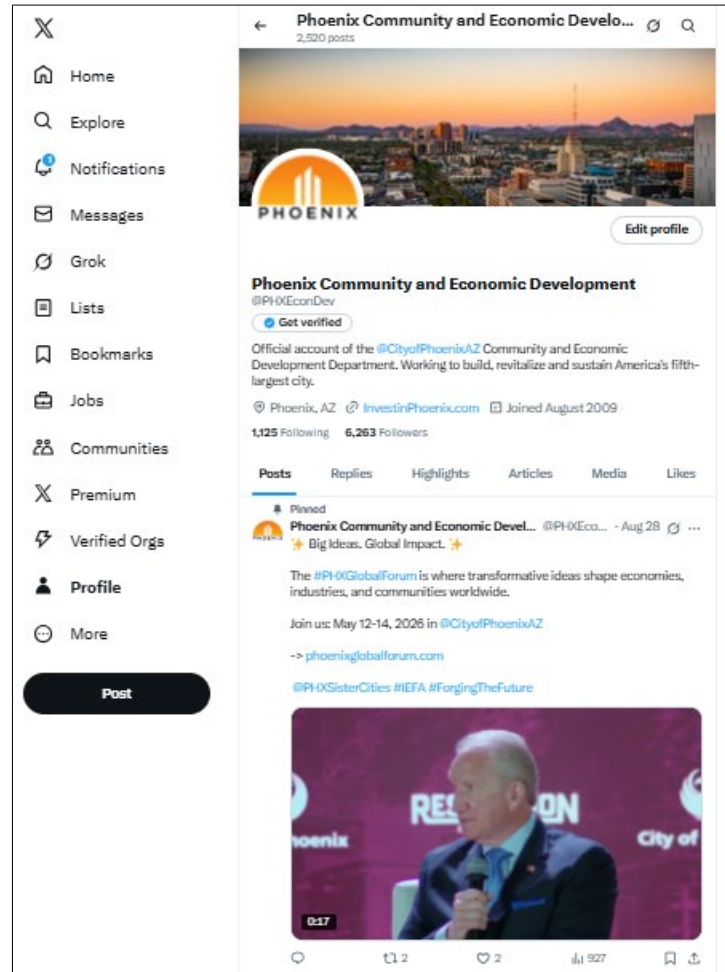 Phoenix Community and Economic Develo...
2,520 posts
Home
Explore
1
Notifications
Messages
Grok
Lists
Bookmarks
Jobs
Communities
Premium
Verified Orgs
Profile
More
Post
PHOENIX
Edit profile
Phoenix Community and Economic Development
@PHXEconDev
Get verified
Official account of the @CityofPhoenixAZ Community and Economic
Development Department. Working to build, revitalize and sustain America's fifth-
largest city.
Phoenix, AZ InvestinPhoenix.com Joined August 2009
1,125 Following 6,263 Followers
Posts Replies Highlights Articles Media Likes
Pinned
Phoenix Community and Economic Devel... @PHXEco... - Aug 28 ...
✨ Big Ideas. Global Impact. ✨
The #PHXGlobalForum is where transformative ideas shape economies,
industries, and communities worldwide.
Join us: May 12-14, 2026 in @CityofPhoenixAZ
-> phoenixglobalforum.com
@PHXSisterCities #IEFA #ForgingTheFuture
hoenix
City of
0:17
2 2 927